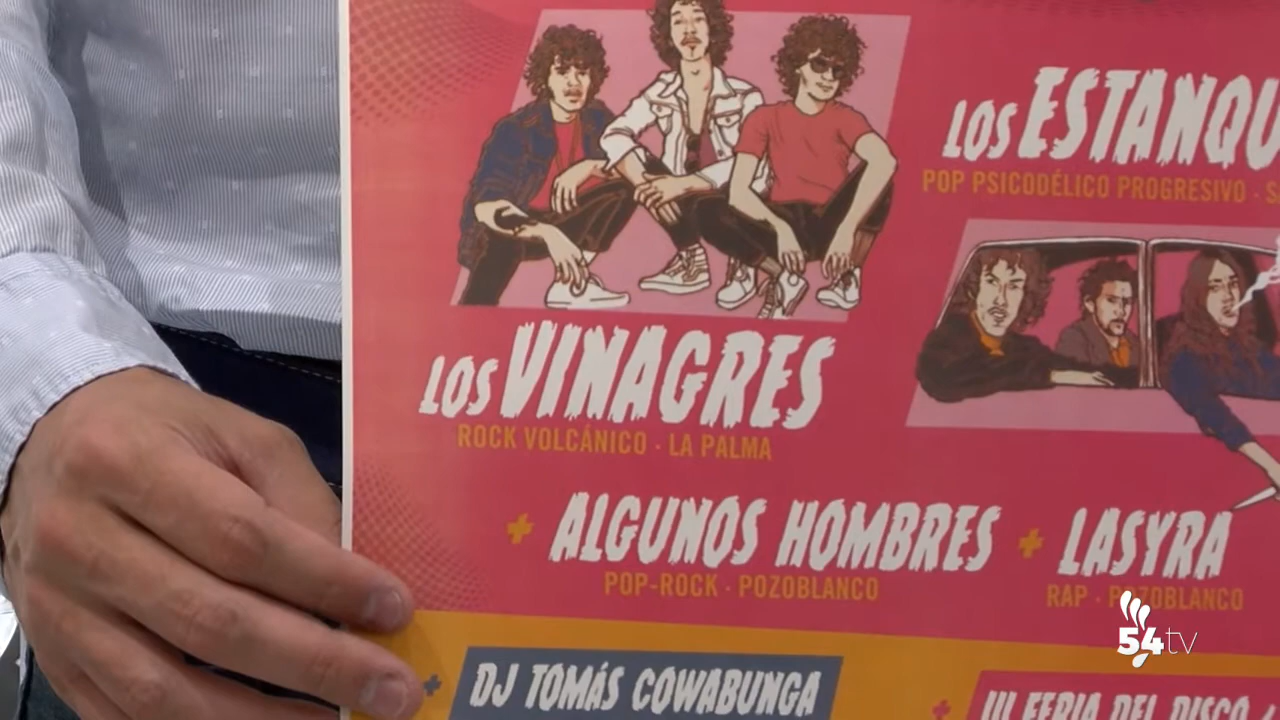 LOS ESTANQU
POP PSICODÉLICO PROGRESIVO · S
LOS VINAGRES
ROCK VOLCÁNICO · LA PALMA
+ ALGUNOS HOMBRES + LASYRA
POP-ROCK · POZOBLANCO
RAP · POZOBLANCO
54tv
+ DJ TOMÁS COWABUNGA
+ III FERIA DEL DISCO